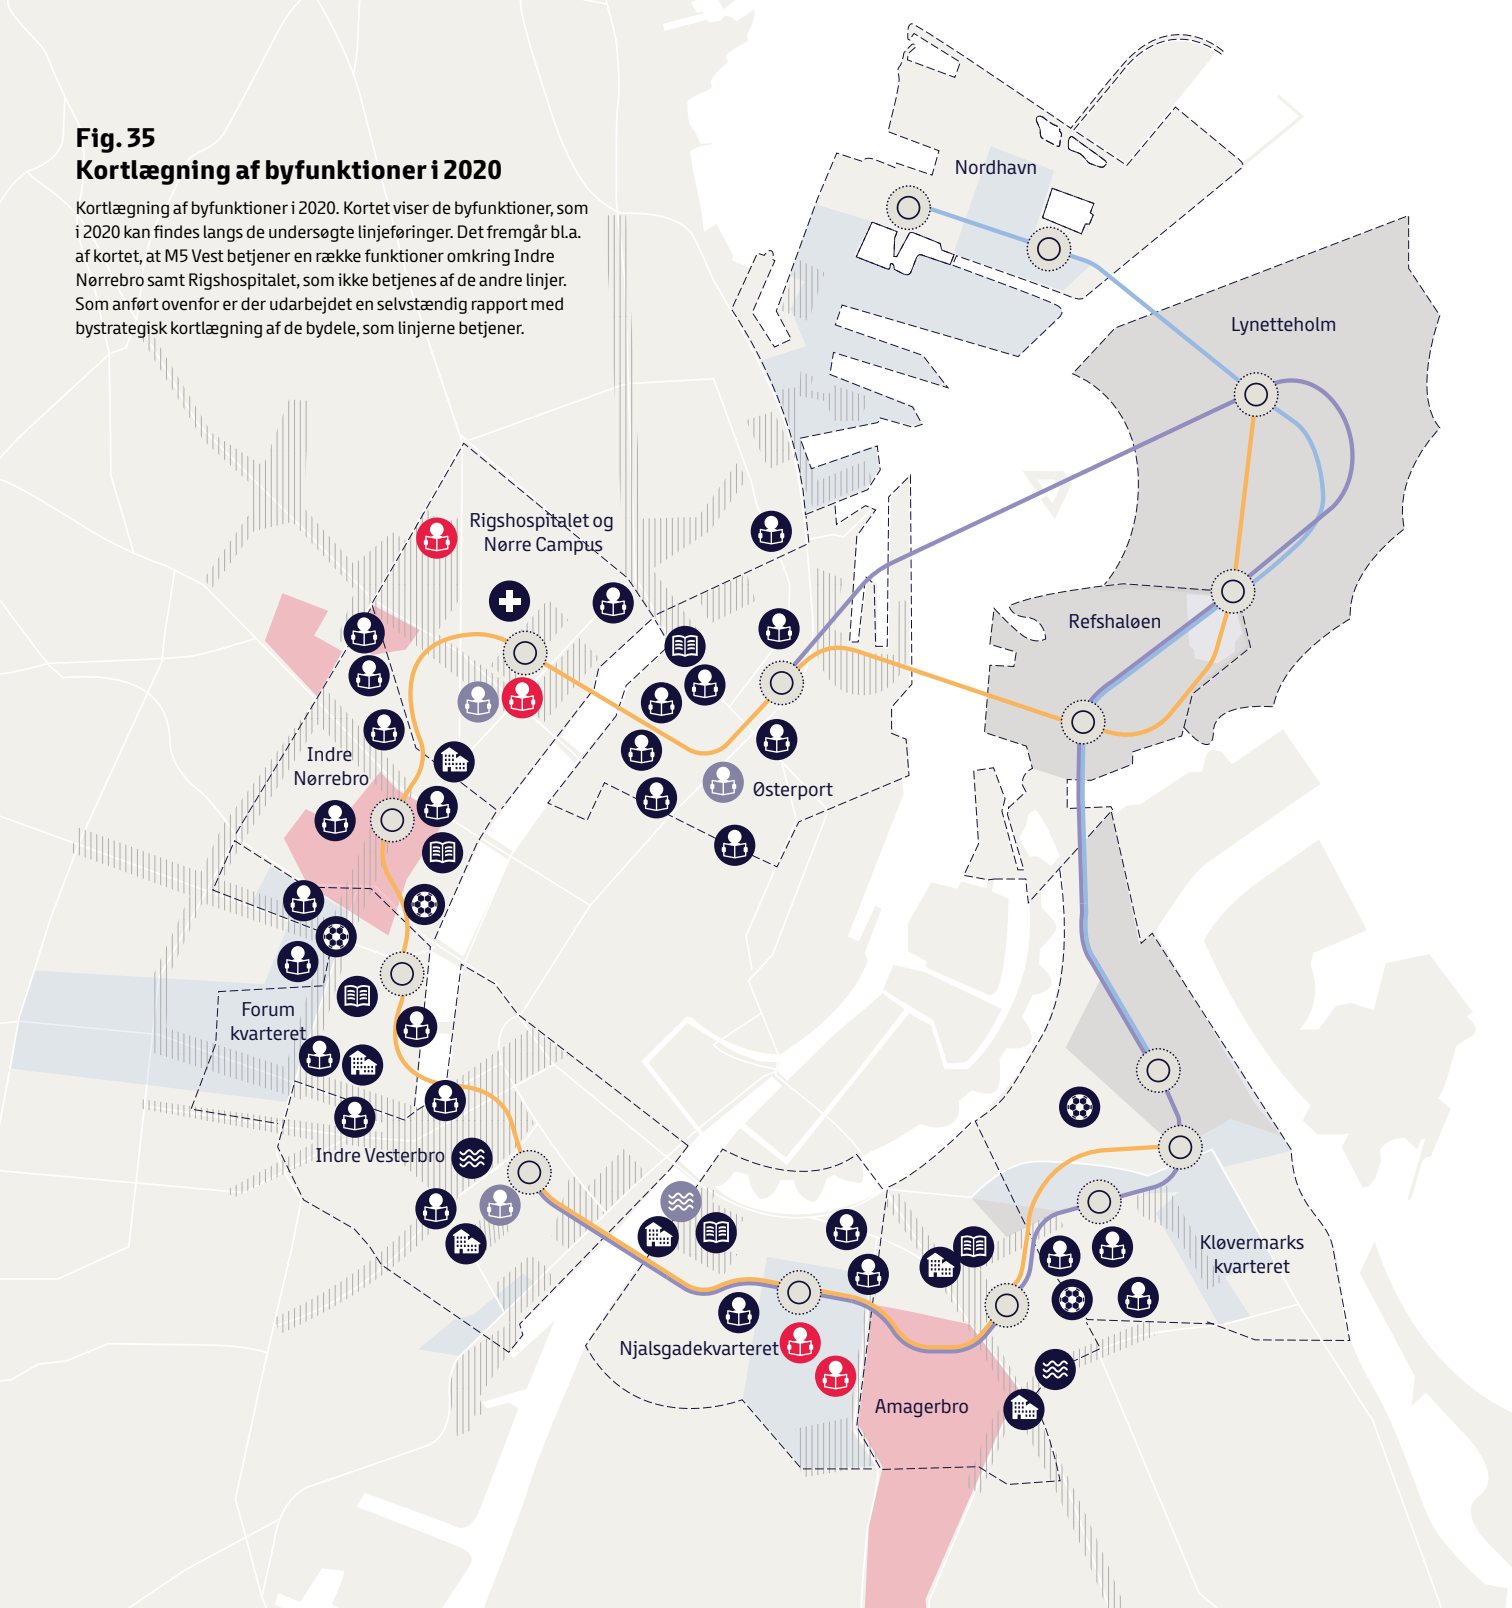 Fig. 35
Kortlægning af byfunktioner i 2020
Kortlægning af byfunktioner i 2020. Kortet viser de byfunktioner, som
i 2020 kan findes langs de undersøgte linjeføringer. Det fremgår bl.a.
af kortet, at M5 Vest betjener en række funktioner omkring Indre
Nørrebro samt Rigshospitalet, som ikke betjenes af de andre linjer.
Som anført ovenfor er der udarbejdet en selvstændig rapport med
bystrategisk kortlægning af de bydele, som linjerne betjener.
Nordhavn
Lynetteholm
Rigshospitalet og
Nørre Campus
Refshaløen
Indre
Nørrebro
Østerport
Forum
kvarteret
Indre Vesterbro
Kløvermarks
kvarteret
Njalsgadekvarteret
Amagerbro